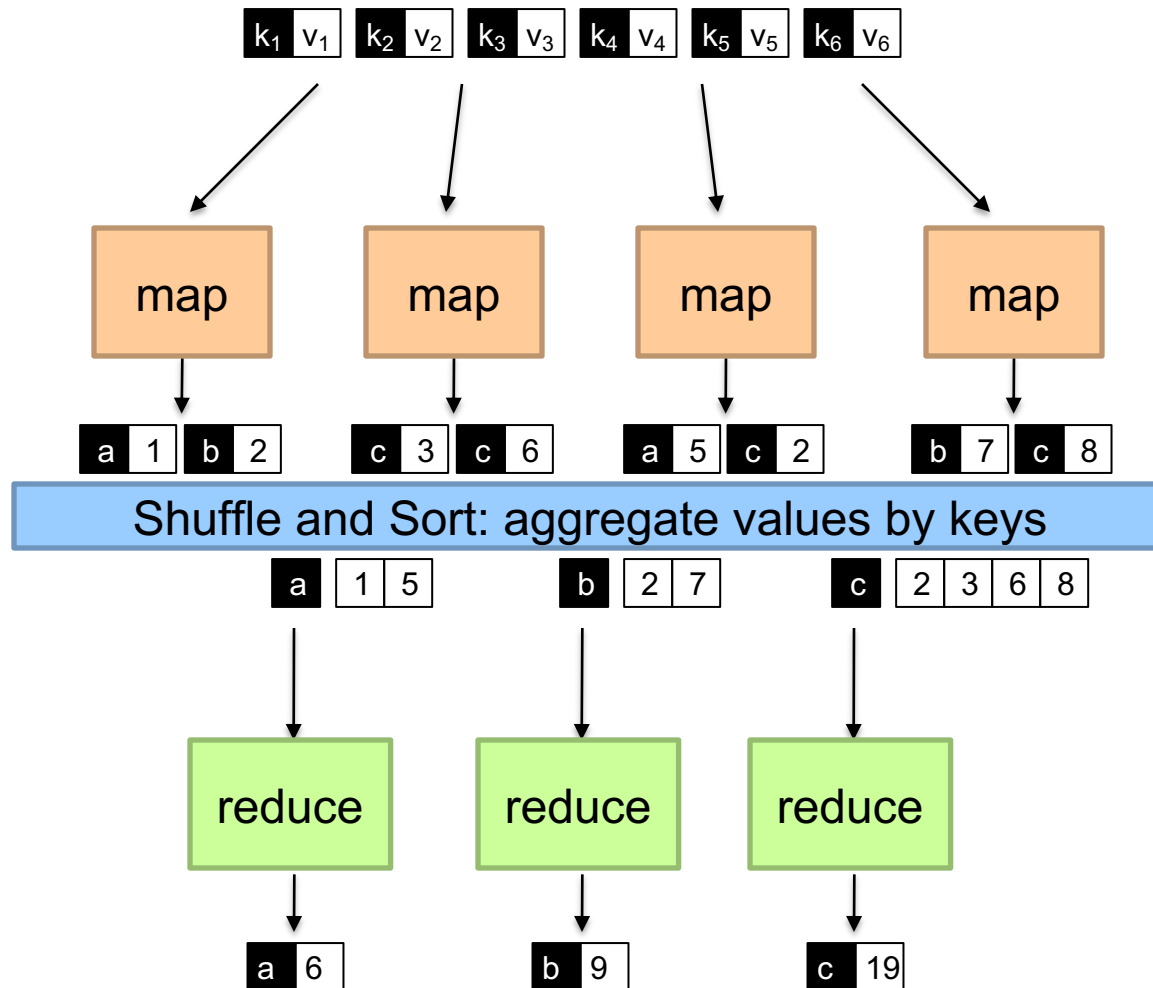 k₁ v₁ k₂ v₂ k₃ v₃ k₄ v₄ k₅ v₅ k₆ v₆
map map map map
a 1 b 2 c 3 c 6 a 5 c 2 b 7 c 8
Shuffle and Sort: aggregate values by keys
a 1 5 b 2 7 c 2 3 6 8
reduce reduce reduce
a 6 b 9 c 19